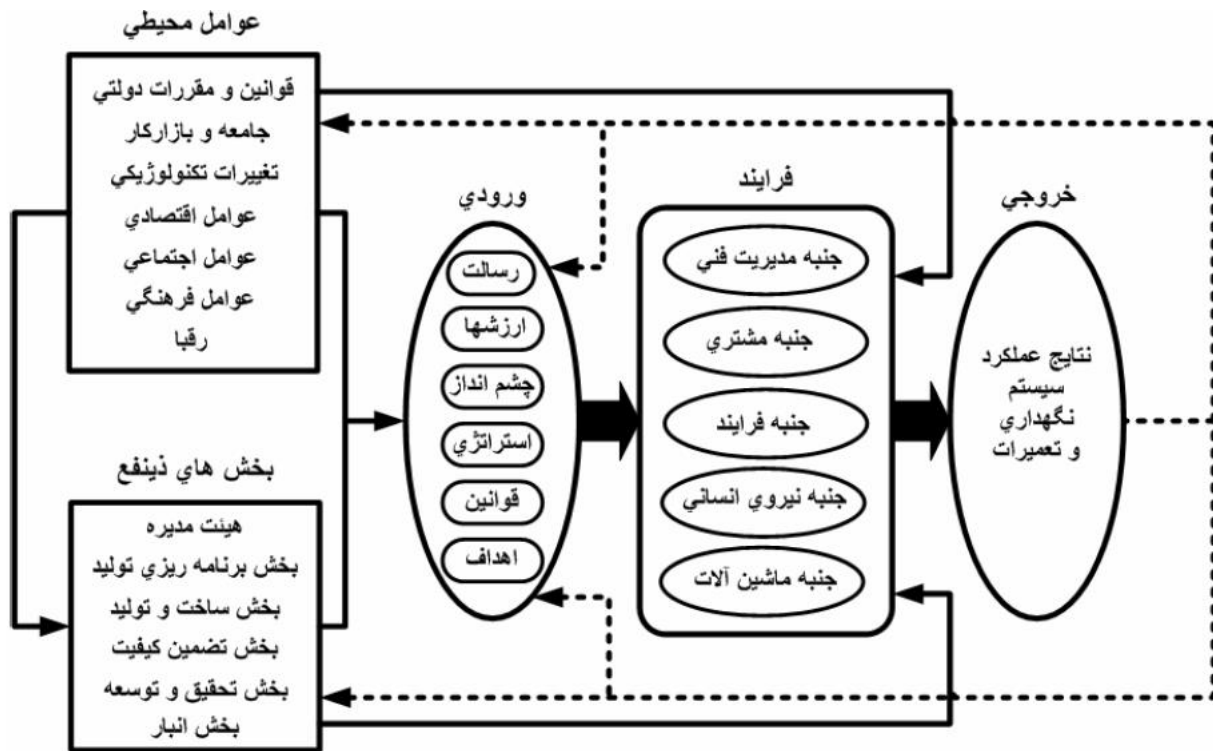 عوامل محيطي
قوانين و مقررات دولتي
جامعه و بازاركار
تغييرات تكنولوژيكي
عوامل اقتصادي
عوامل اجتماعي
عوامل فرهنگي
رقبا
بخش هاي ذينفع
هيئت مديره
بخش برنامه ريزي توليد
بخش ساخت و توليد
بخش تضمين كيفيت
بخش تحقيق و توسعه
بخش انبار
ورودي
رسالت
ارزشها
چشم انداز
استراتژي
قوانين
اهداف
فرايند
جنبه مديريت فني
جنبه مشتري
جنبه فرايند
جنبه نيروي انساني
جنبه ماشين آلات
خروجي
نتايج عملكرد
سيستم
نگهداري
و تعميرات